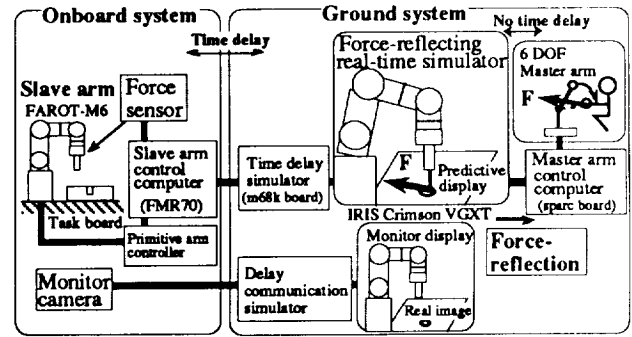 Onboard system
Ground system
Time delay
No time delay
Slave arm
FAROT-M6
Force
sensor
Force-reflecting
real-time simulator
6 DOF
Master arm
F
Slave arm
control
computer
(FMR70)
Time delay
simulator
(m68k board)
F
Predictive
display
Master arm
control
computer
(sparc board)
Task board
Primitive arm
controller
IRIS Crimson VGXT
Force-
reflection
Monitor
camera
Delay
communication
simulator
Monitor display
Real image